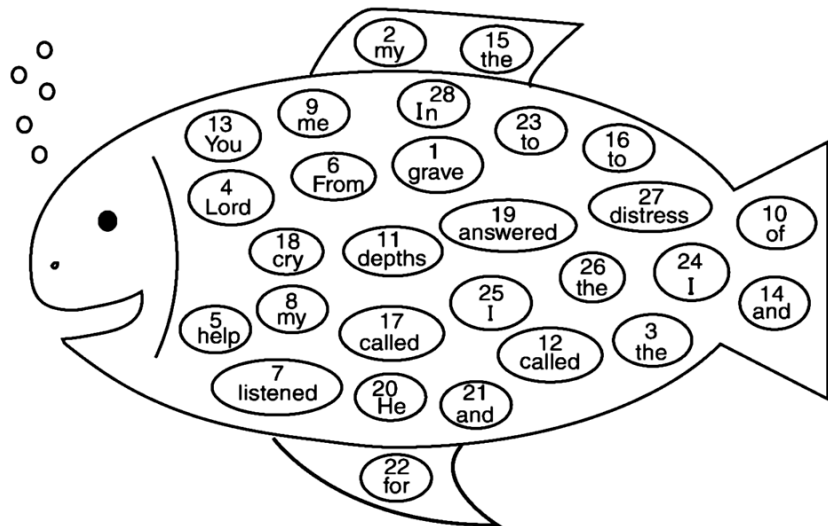 2
my
15
the
13
You
9
me
28
In
23
to
16
to
4
Lord
6
From
1
grave
19
answered
27
distress
10
of
18
cry
11
depths
26
the
24
I
14
and
5
help
8
my
17
called
25
I
12
called
3
the
7
listened
20
He
21
and
22
for